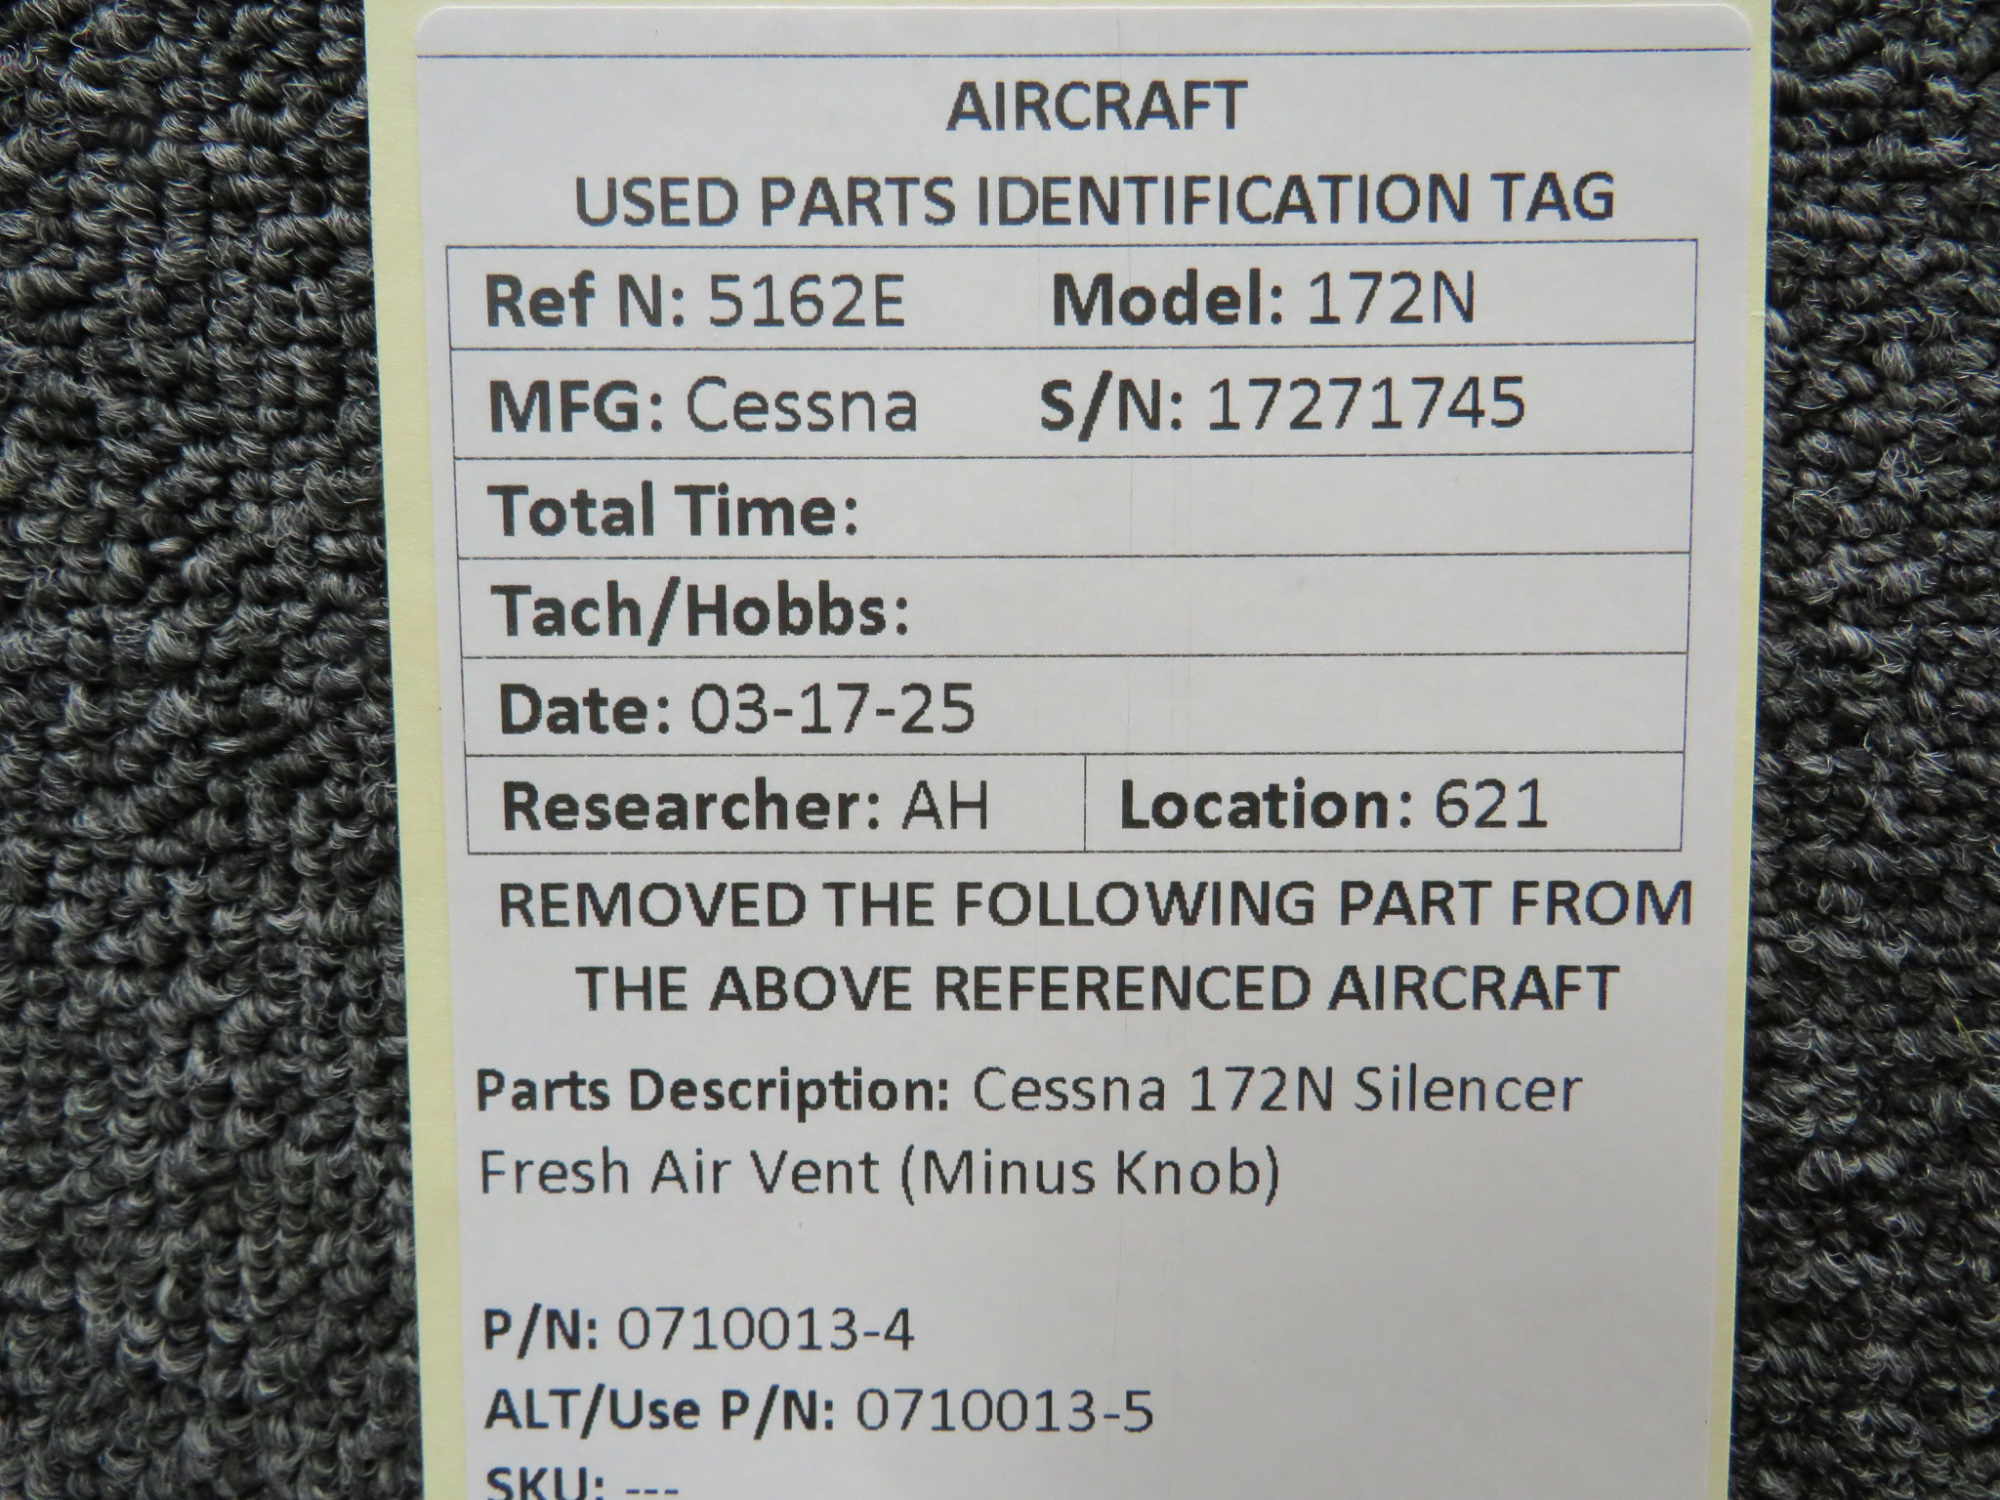 AIRCRAFT
USED PARTS IDENTIFICATION TAG
Ref N: 5162E Model: 172N
MFG: Cessna S/N: 17271745
Total Time:
Tach/Hobbs:
Date: 03-17-25
Researcher: AH Location: 621
REMOVED THE FOLLOWING PART FROM
THE ABOVE REFERENCED AIRCRAFT
Parts Description: Cessna 172N Silencer
Fresh Air Vent (Minus Knob)
P/N: 0710013-4
ALT/Use P/N: 0710013-5
SKU: ---